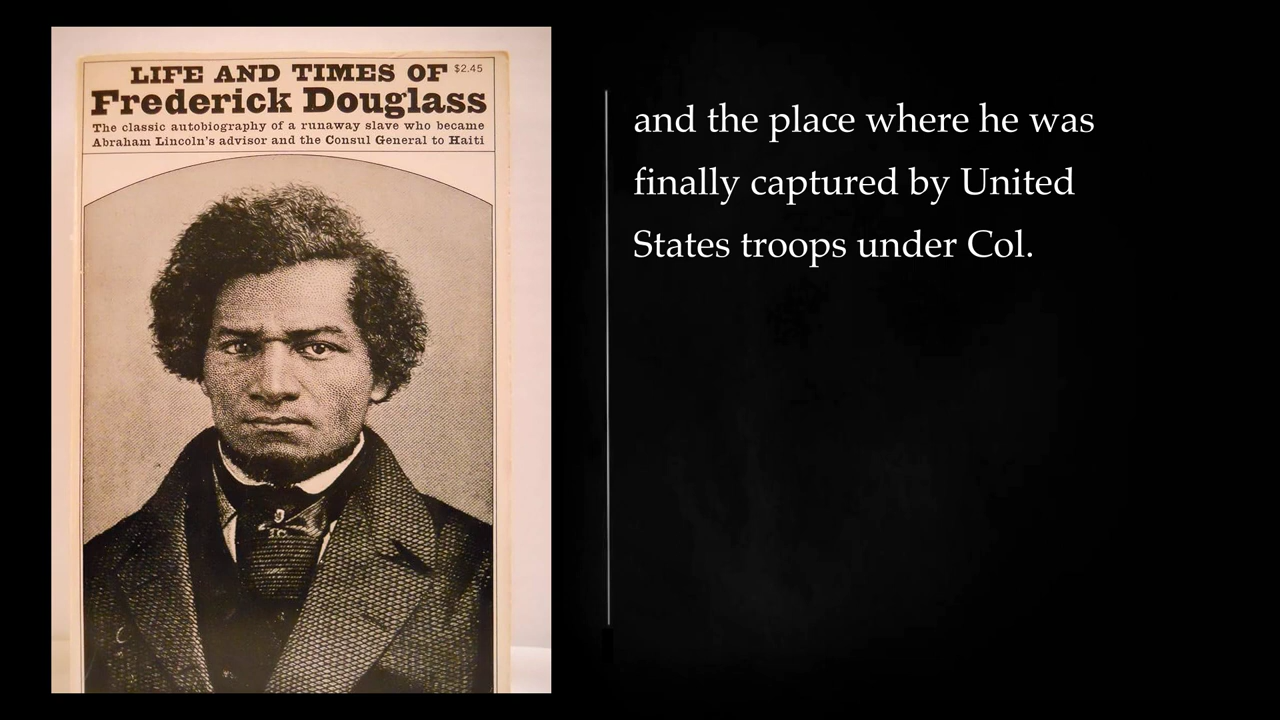 LIFE AND TIMES OF $2.45
Frederick Douglass
The classic autobiography of a runaway slave who became
Abraham Lincoln's advisor and the Consul General to Haiti
and the place where he was
finally captured by United
States troops under Col.